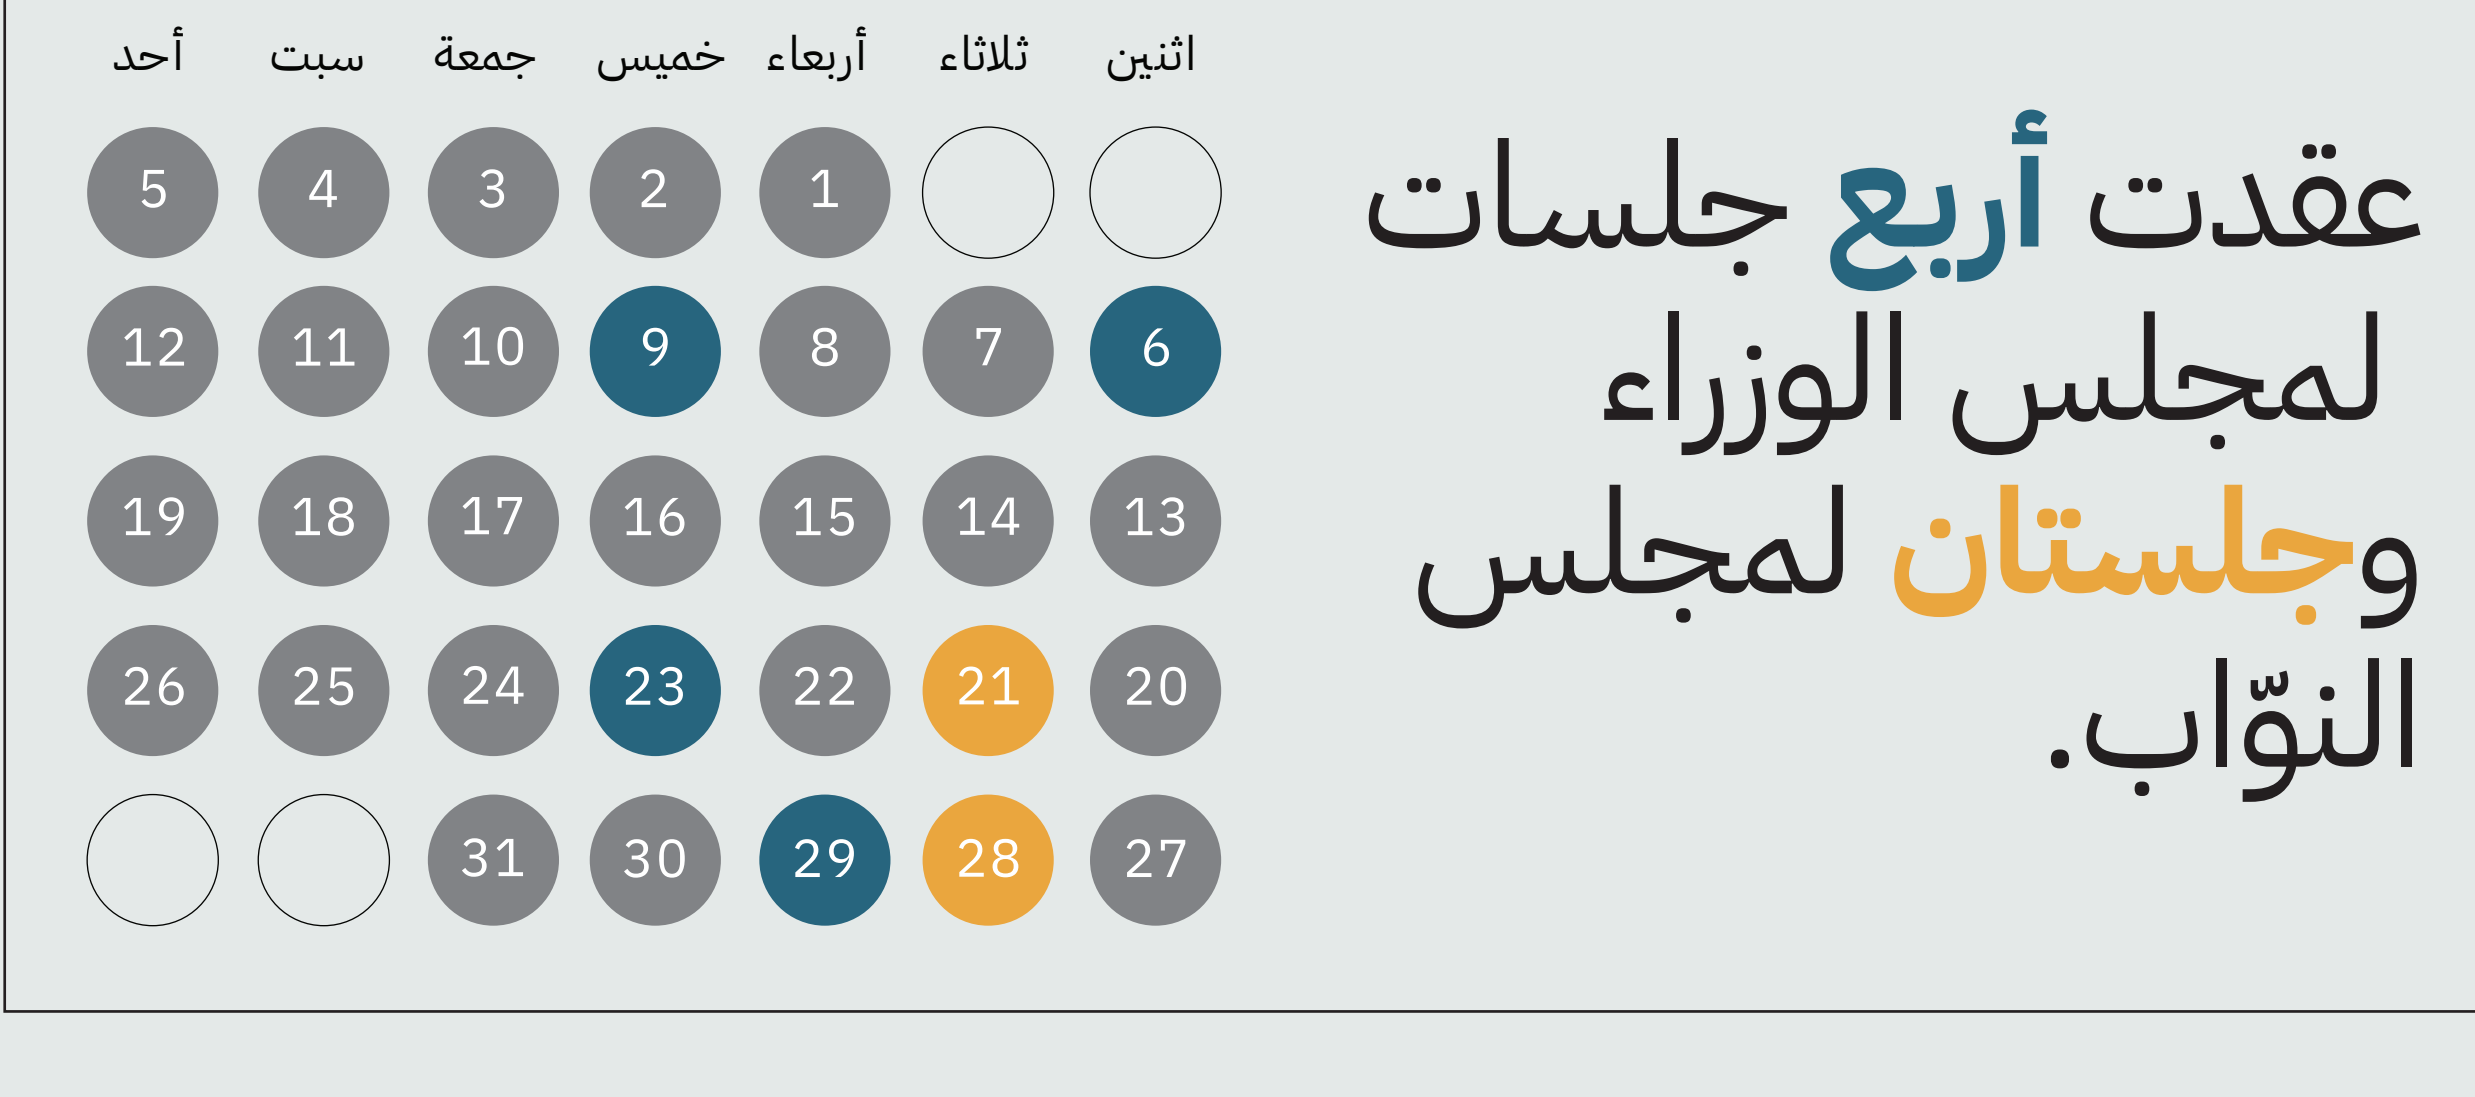 عقدت أربع جلسات
لمجلس الوزراء
وجلستان لمجلس
النوّاب.
اثنين ثلاثاء أربعاء خميس جمعة سبت أحد
1 2 3 4 5
6 7 8 9 10 11 12
13 14 15 16 17 18 19
20 21 22 23 24 25 26
27 28 29 30 31